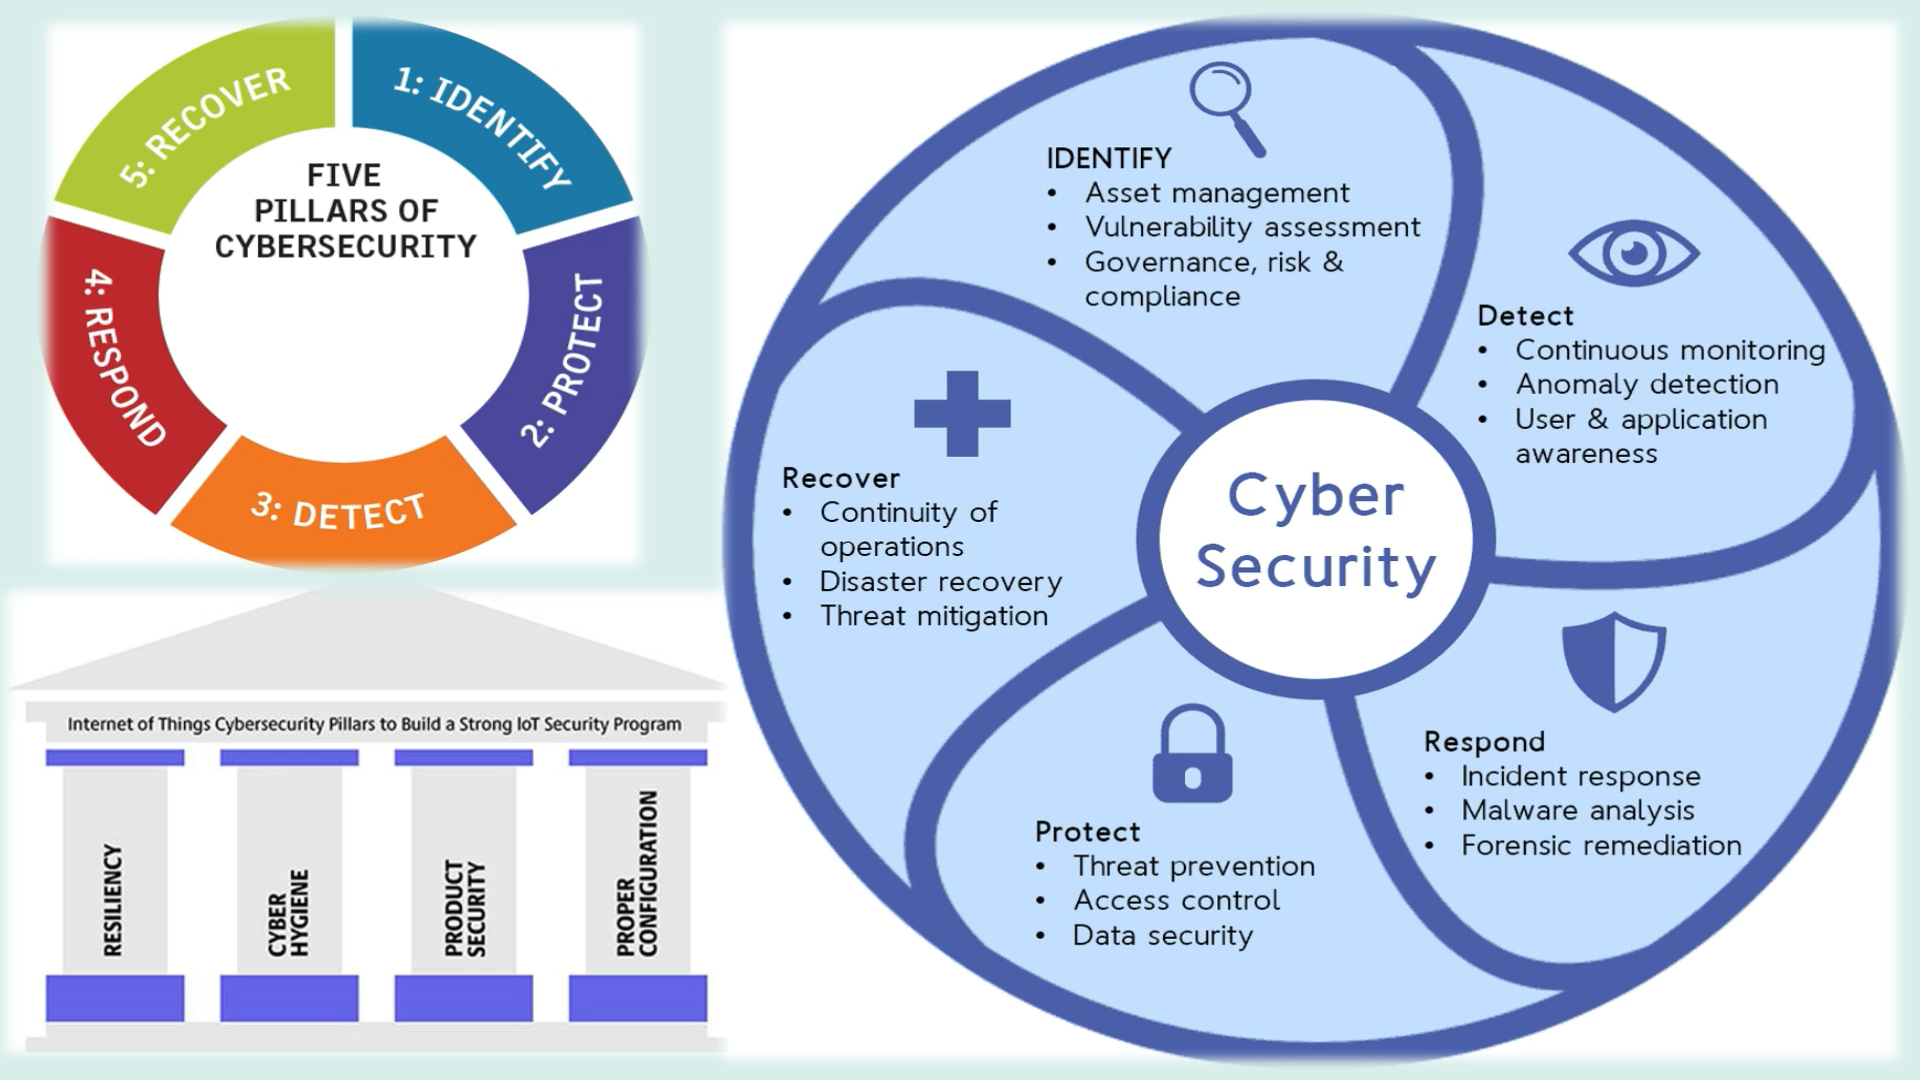 FIVE
PILLARS OF
CYBERSECURITY
1: IDENTIFY
2: PROTECT
3: DETECT
4: RESPOND
5: RECOVER
Internet of Things Cybersecurity Pillars to Build a Strong IoT Security Program
RESILIENCY
CYBER
HYGIENE
PRODUCT
SECURITY
PROPER
CONFIGURATION
Cyber
Security
IDENTIFY
• Asset management
• Vulnerability assessment
• Governance, risk &
compliance
Detect
• Continuous monitoring
• Anomaly detection
• User & application
awareness
Respond
• Incident response
• Malware analysis
• Forensic remediation
Protect
• Threat prevention
• Access control
• Data security
Recover
• Continuity of
operations
• Disaster recovery
• Threat mitigation